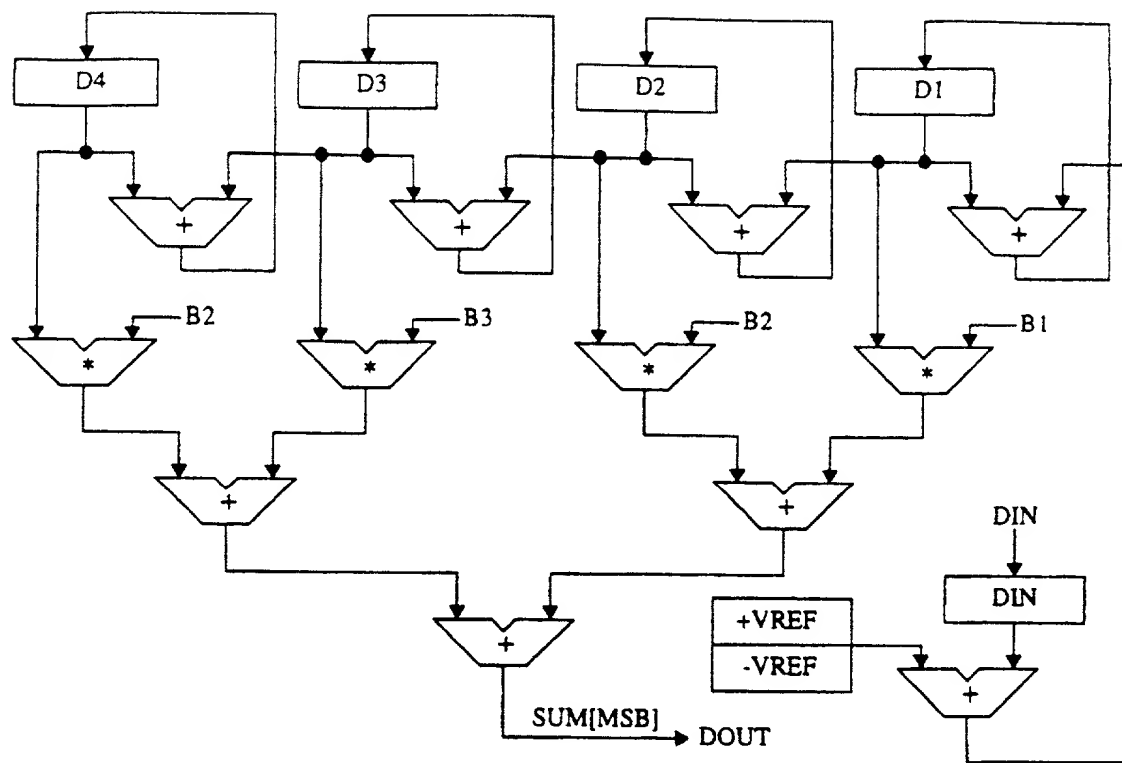 D4 D3 D2 D1
+ + + +
B2 B3 B2 B1
* * * *
+ +
DIN
DIN
+VREF
-VREF
+ +
SUM[MSB] DOUT